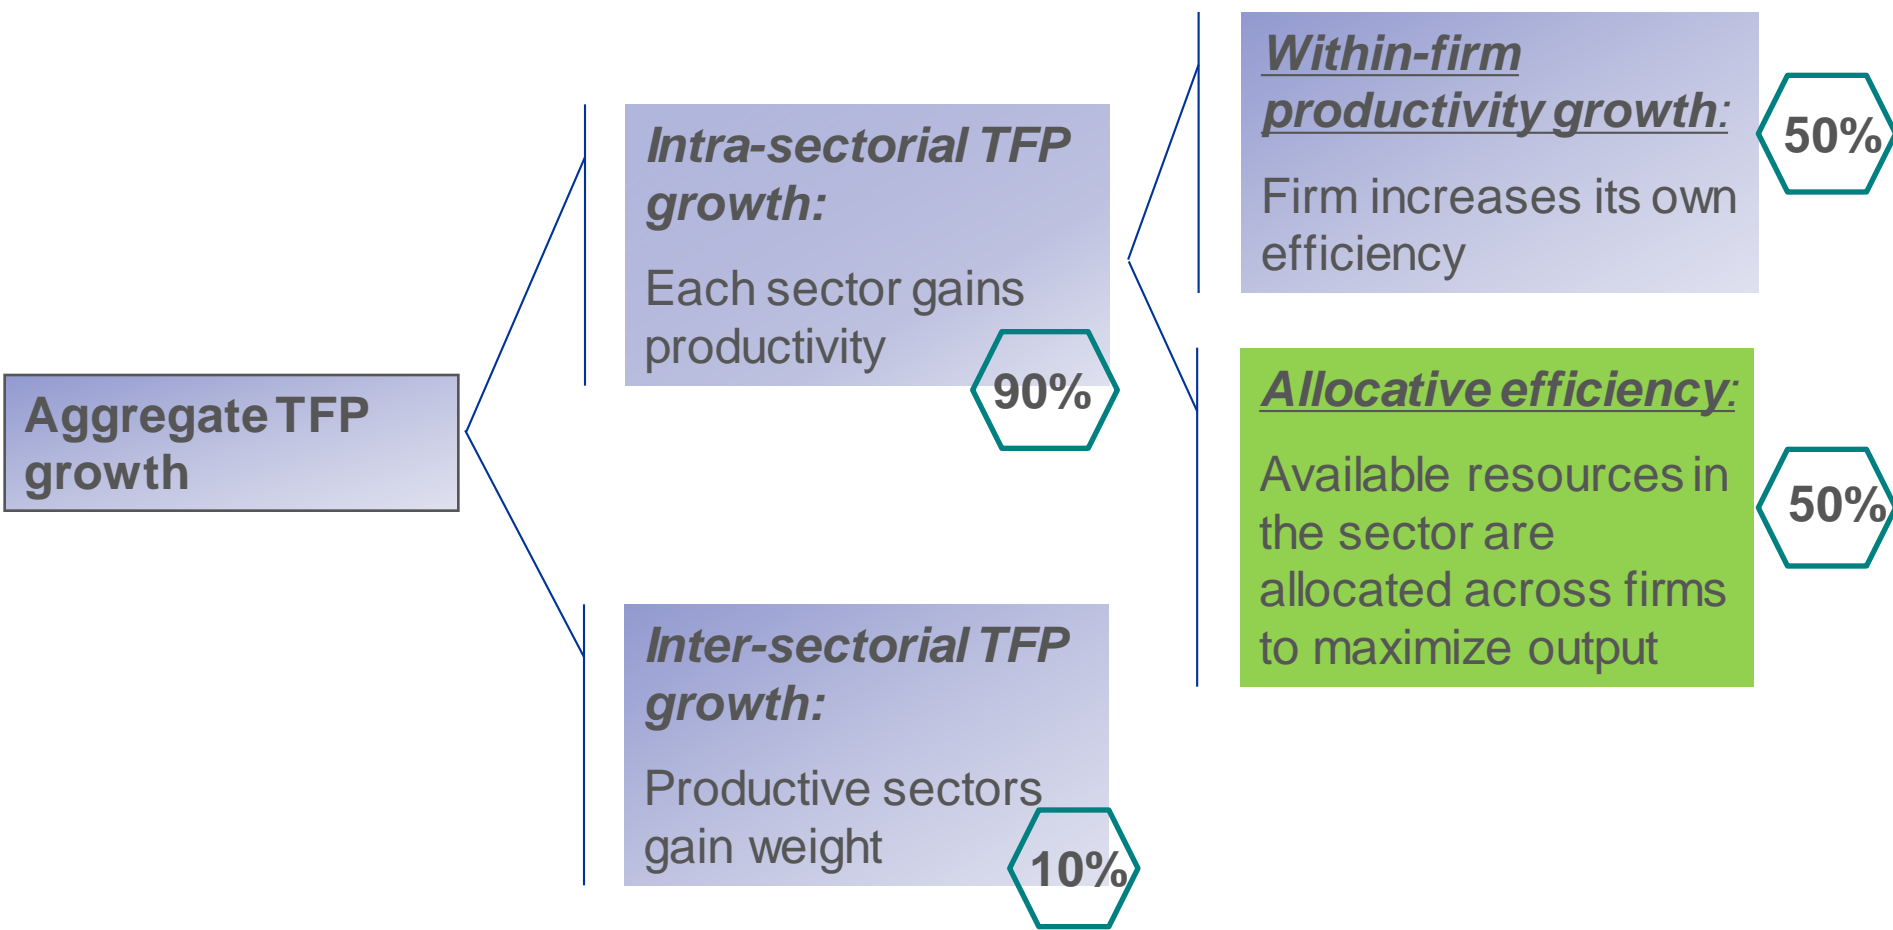 Aggregate TFP
growth
Intra-sectorial TFP
growth:
Each sector gains
productivity
90%
Inter-sectorial TFP
growth:
Productive sectors
gain weight
10%
Within-firm
productivity growth:
Firm increases its own
efficiency
50%
Allocative efficiency:
Available resources in
the sector are
allocated across firms
to maximize output
50%